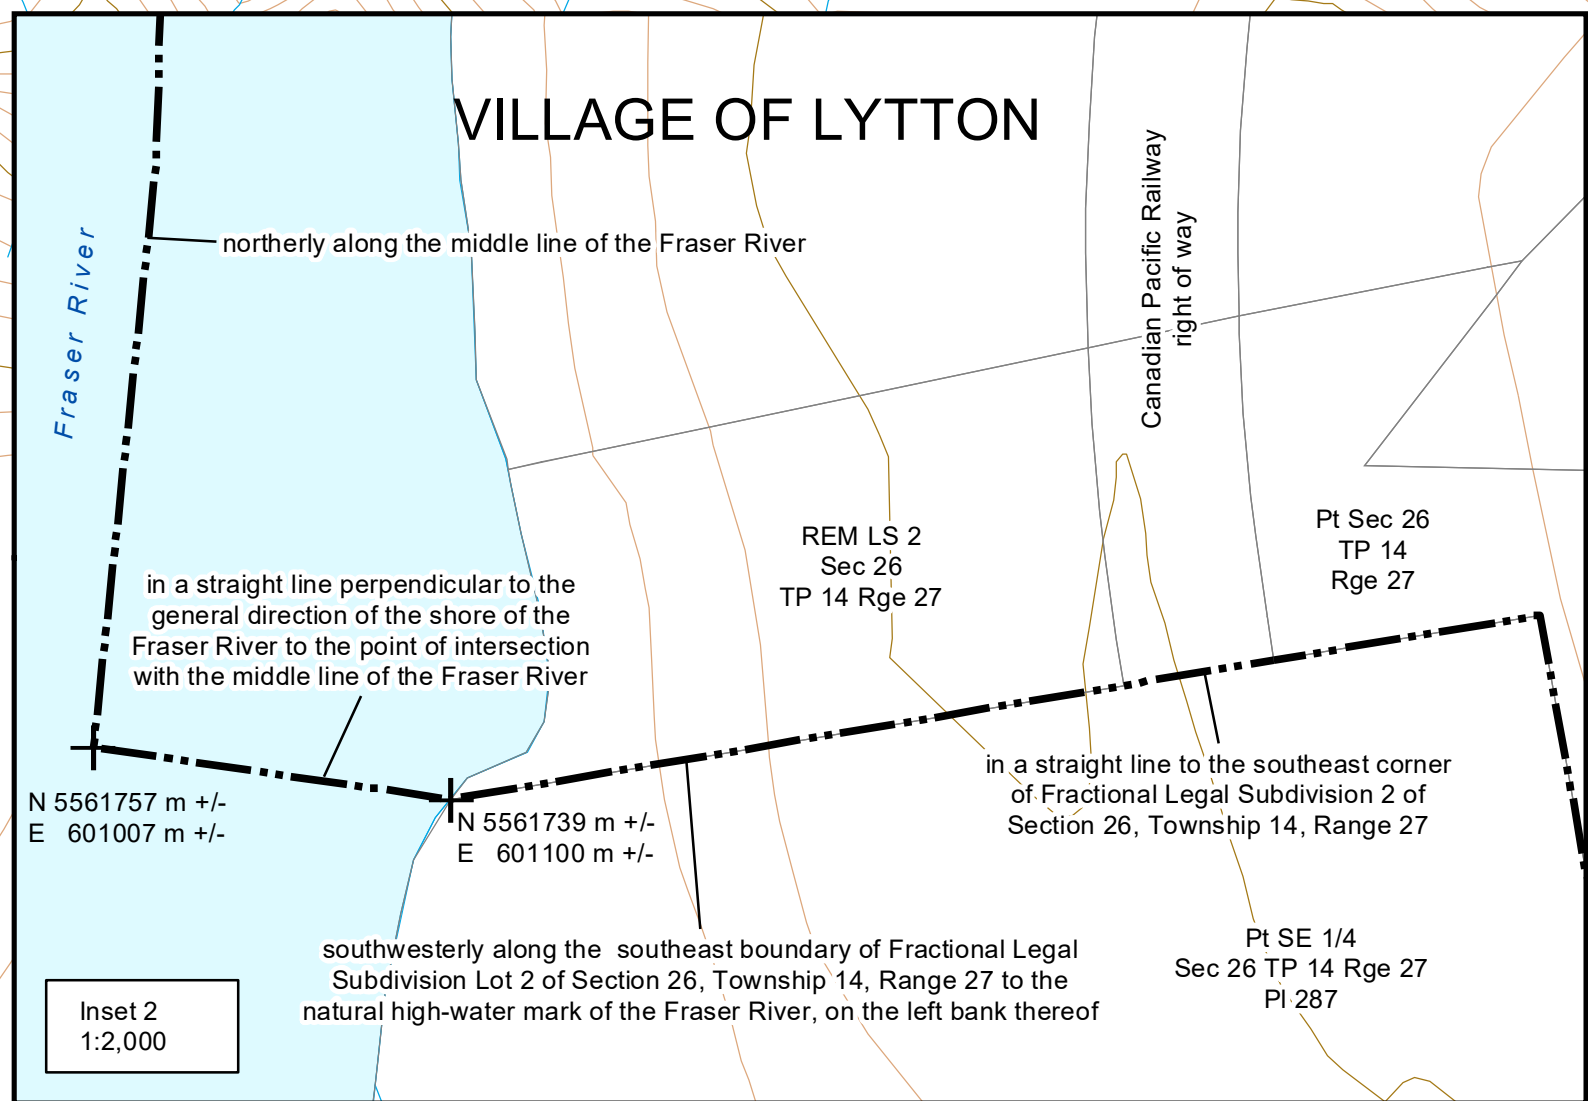 VILLAGE OF LYTTON
Canadian Pacific Railway
right of way
Fraser River
northerly along the middle line of the Fraser River
REM LS 2
Sec 26
TP 14 Rge 27
Pt Sec 26
TP 14
Rge 27
in a straight line perpendicular to the
general direction of the shore of the
Fraser River to the point of intersection
with the middle line of the Fraser River
N 5561757 m +/-
E 601007 m +/-
N 5561739 m +/-
E 601100 m +/-
in a straight line to the southeast corner
of Fractional Legal Subdivision 2 of
Section 26, Township 14, Range 27
southwesterly along the southeast boundary of Fractional Legal
Subdivision Lot 2 of Section 26, Township 14, Range 27 to the
natural high-water mark of the Fraser River, on the left bank thereof
Pt SE 1/4
Sec 26 TP 14 Rge 27
Pl 287
Inset 2
1:2,000